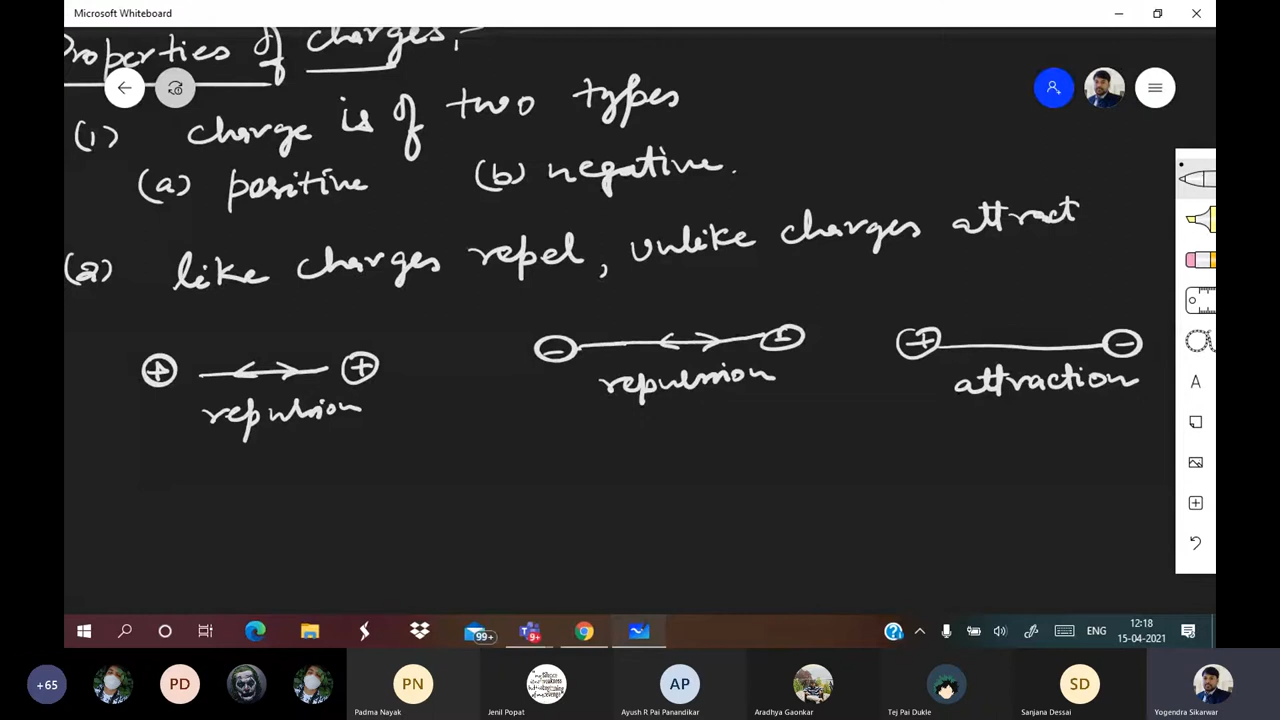 Microsoft Whiteboard
Properties of charges :-
(1) charge is of two types
(a) positive (b) negative.
(2) like charges repel, unlike charges attract
+ + - - + -
repulsion repulsion attraction
A
99+ 9+ ENG 12:18
15-04-2021
+65 PD PN AP SD
Padma Nayak Jenil Popat Ayush R Pai Panandikar Aradhya Gaonkar Tej Pai Dukle Sanjana Dessai Yogendra Sikarwar